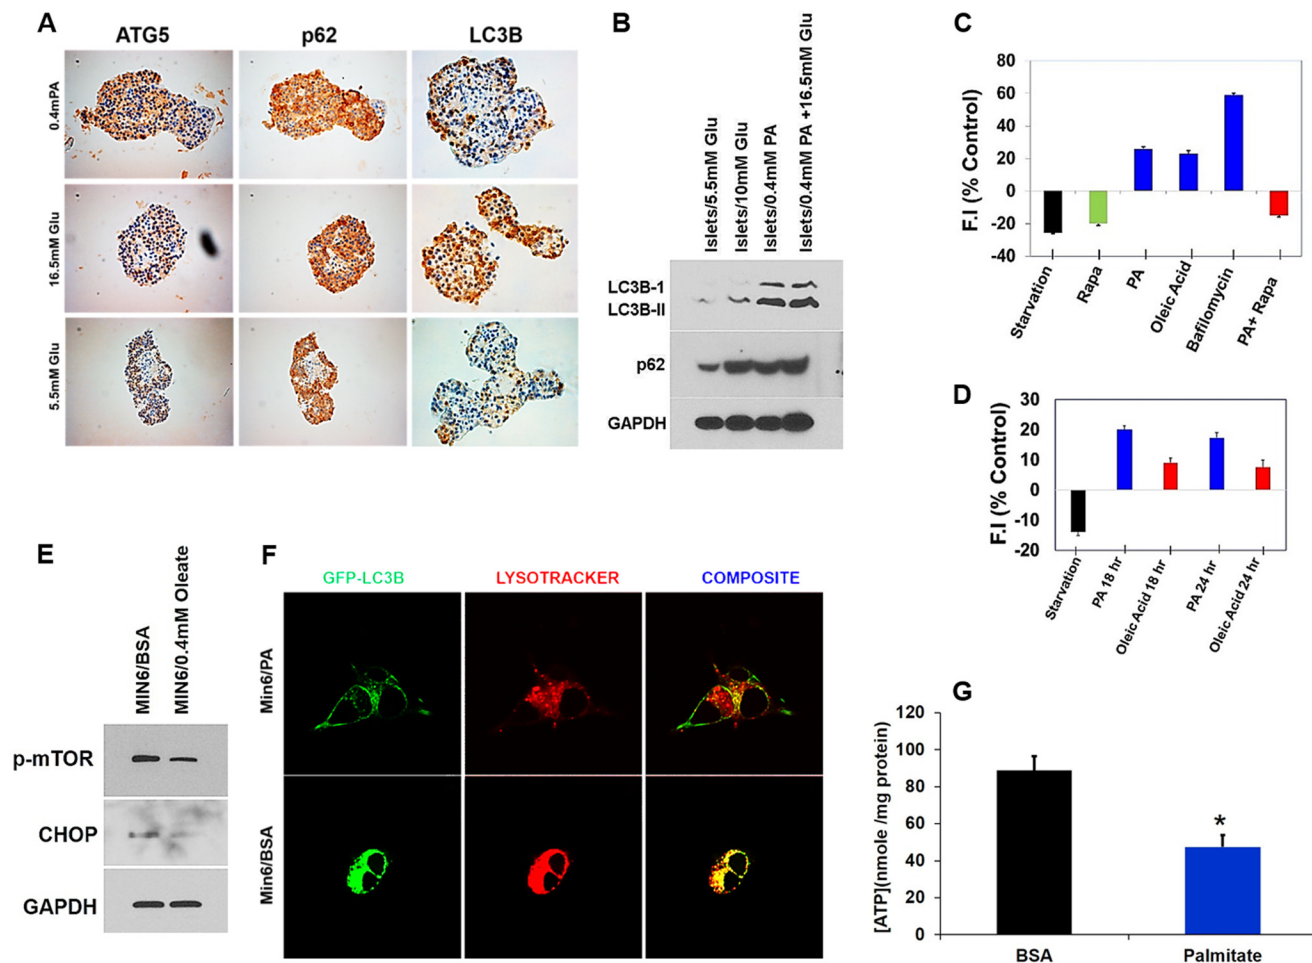 A
ATG5
p62
LC3B
0.4mPA
16.5mM Glu
5.5mM Glu
B
Islets/5.5mM Glu
Islets/10mM Glu
Islets/0.4mM PA
Islets/0.4mM PA +16.5mM Glu
LC3B-1
LC3B-II
p62
GAPDH
C
F.I (% Control)
80
60
40
20
0
-20
-40
Starvation
Rapa
PA
Oleic Acid
Bafilomycin
PA+ Rapa
D
F.I (% Control)
30
20
10
0
-10
-20
Starvation
PA 18 hr
Oleic Acid 18 hr
PA 24 hr
Oleic Acid 24 hr
E
MIN6/BSA
MIN6/0.4mM Oleate
p-mTOR
CHOP
GAPDH
F
GFP-LC3B
LYSOTRACKER
COMPOSITE
Min6/PA
Min6/BSA
G
[ATP](nmole /mg protein)
120
100
80
60
40
20
0
*
BSA
Palmitate